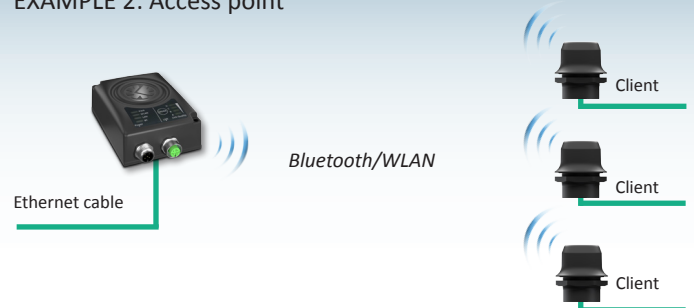 EXAMPLE 2: Access point
Client
Bluetooth/WLAN
Client
Ethernet cable
Client